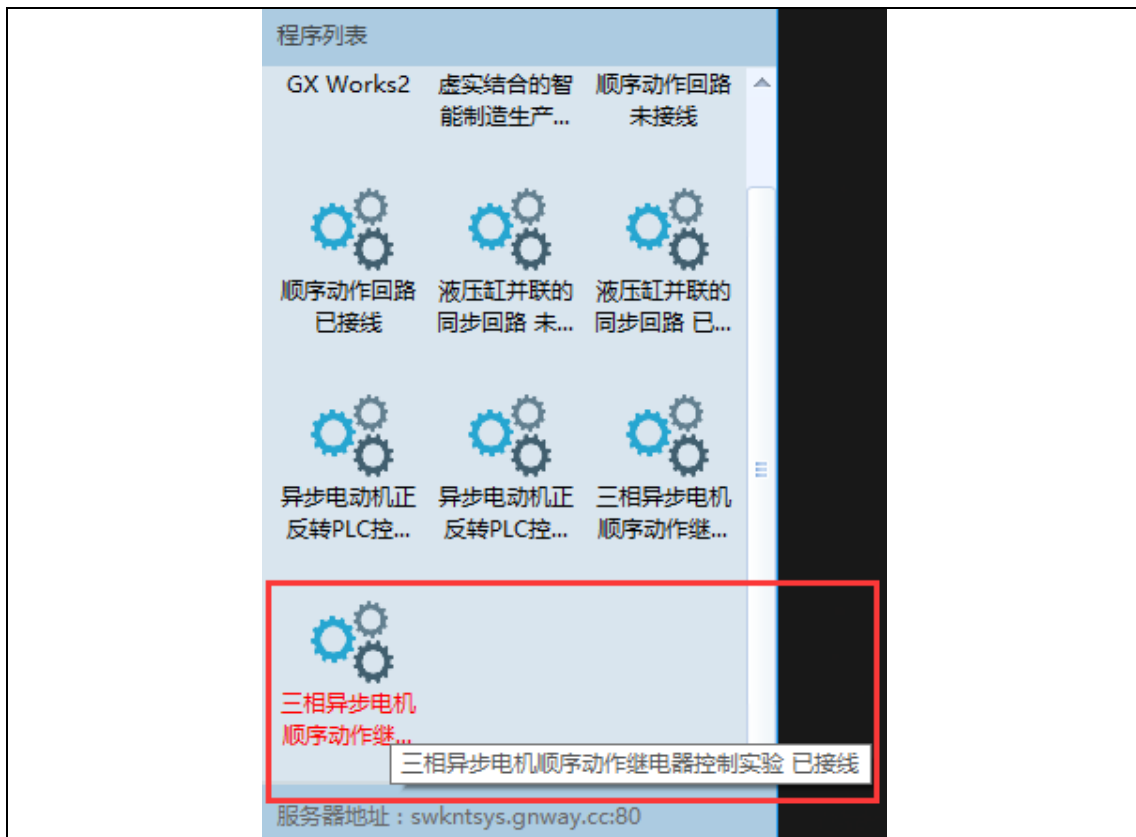 程序列表
GX Works2 虚实结合的智 顺序动作回路
能制造生产... 未接线
顺序动作回路 液压缸并联的 液压缸并联的
已接线 同步回路 未... 同步回路 已...
异步电动机正 异步电动机正 三相异步电机
反转PLC控... 反转PLC控... 顺序动作继...
三相异步电机
顺序动作继...
三相异步电机顺序动作继电器控制实验 已接线
服务器地址：swkntsys.gnway.cc:80